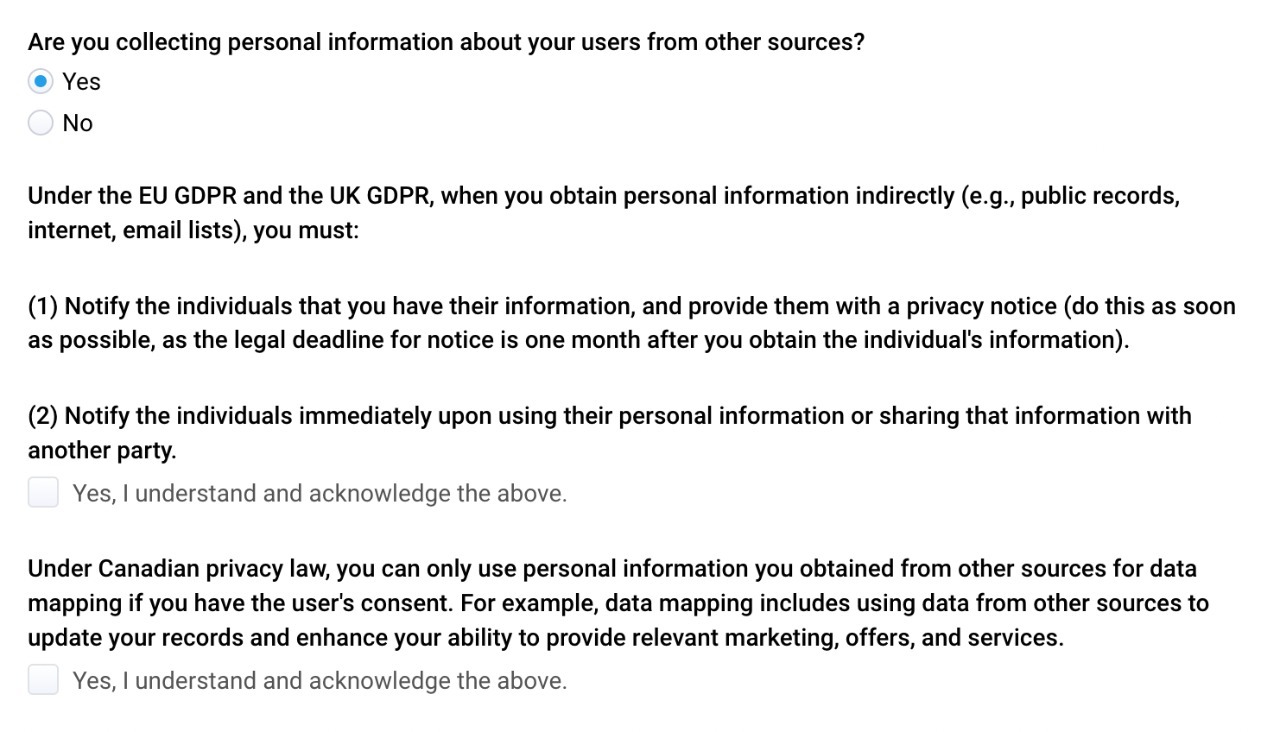 Are you collecting personal information about your users from other sources?
Yes
No
Under the EU GDPR and the UK GDPR, when you obtain personal information indirectly (e.g., public records,
internet, email lists), you must:
(1) Notify the individuals that you have their information, and provide them with a privacy notice (do this as soon
as possible, as the legal deadline for notice is one month after you obtain the individual's information).
(2) Notify the individuals immediately upon using their personal information or sharing that information with
another party.
Yes, I understand and acknowledge the above.
Under Canadian privacy law, you can only use personal information you obtained from other sources for data
mapping if you have the user's consent. For example, data mapping includes using data from other sources to
update your records and enhance your ability to provide relevant marketing, offers, and services.
Yes, I understand and acknowledge the above.